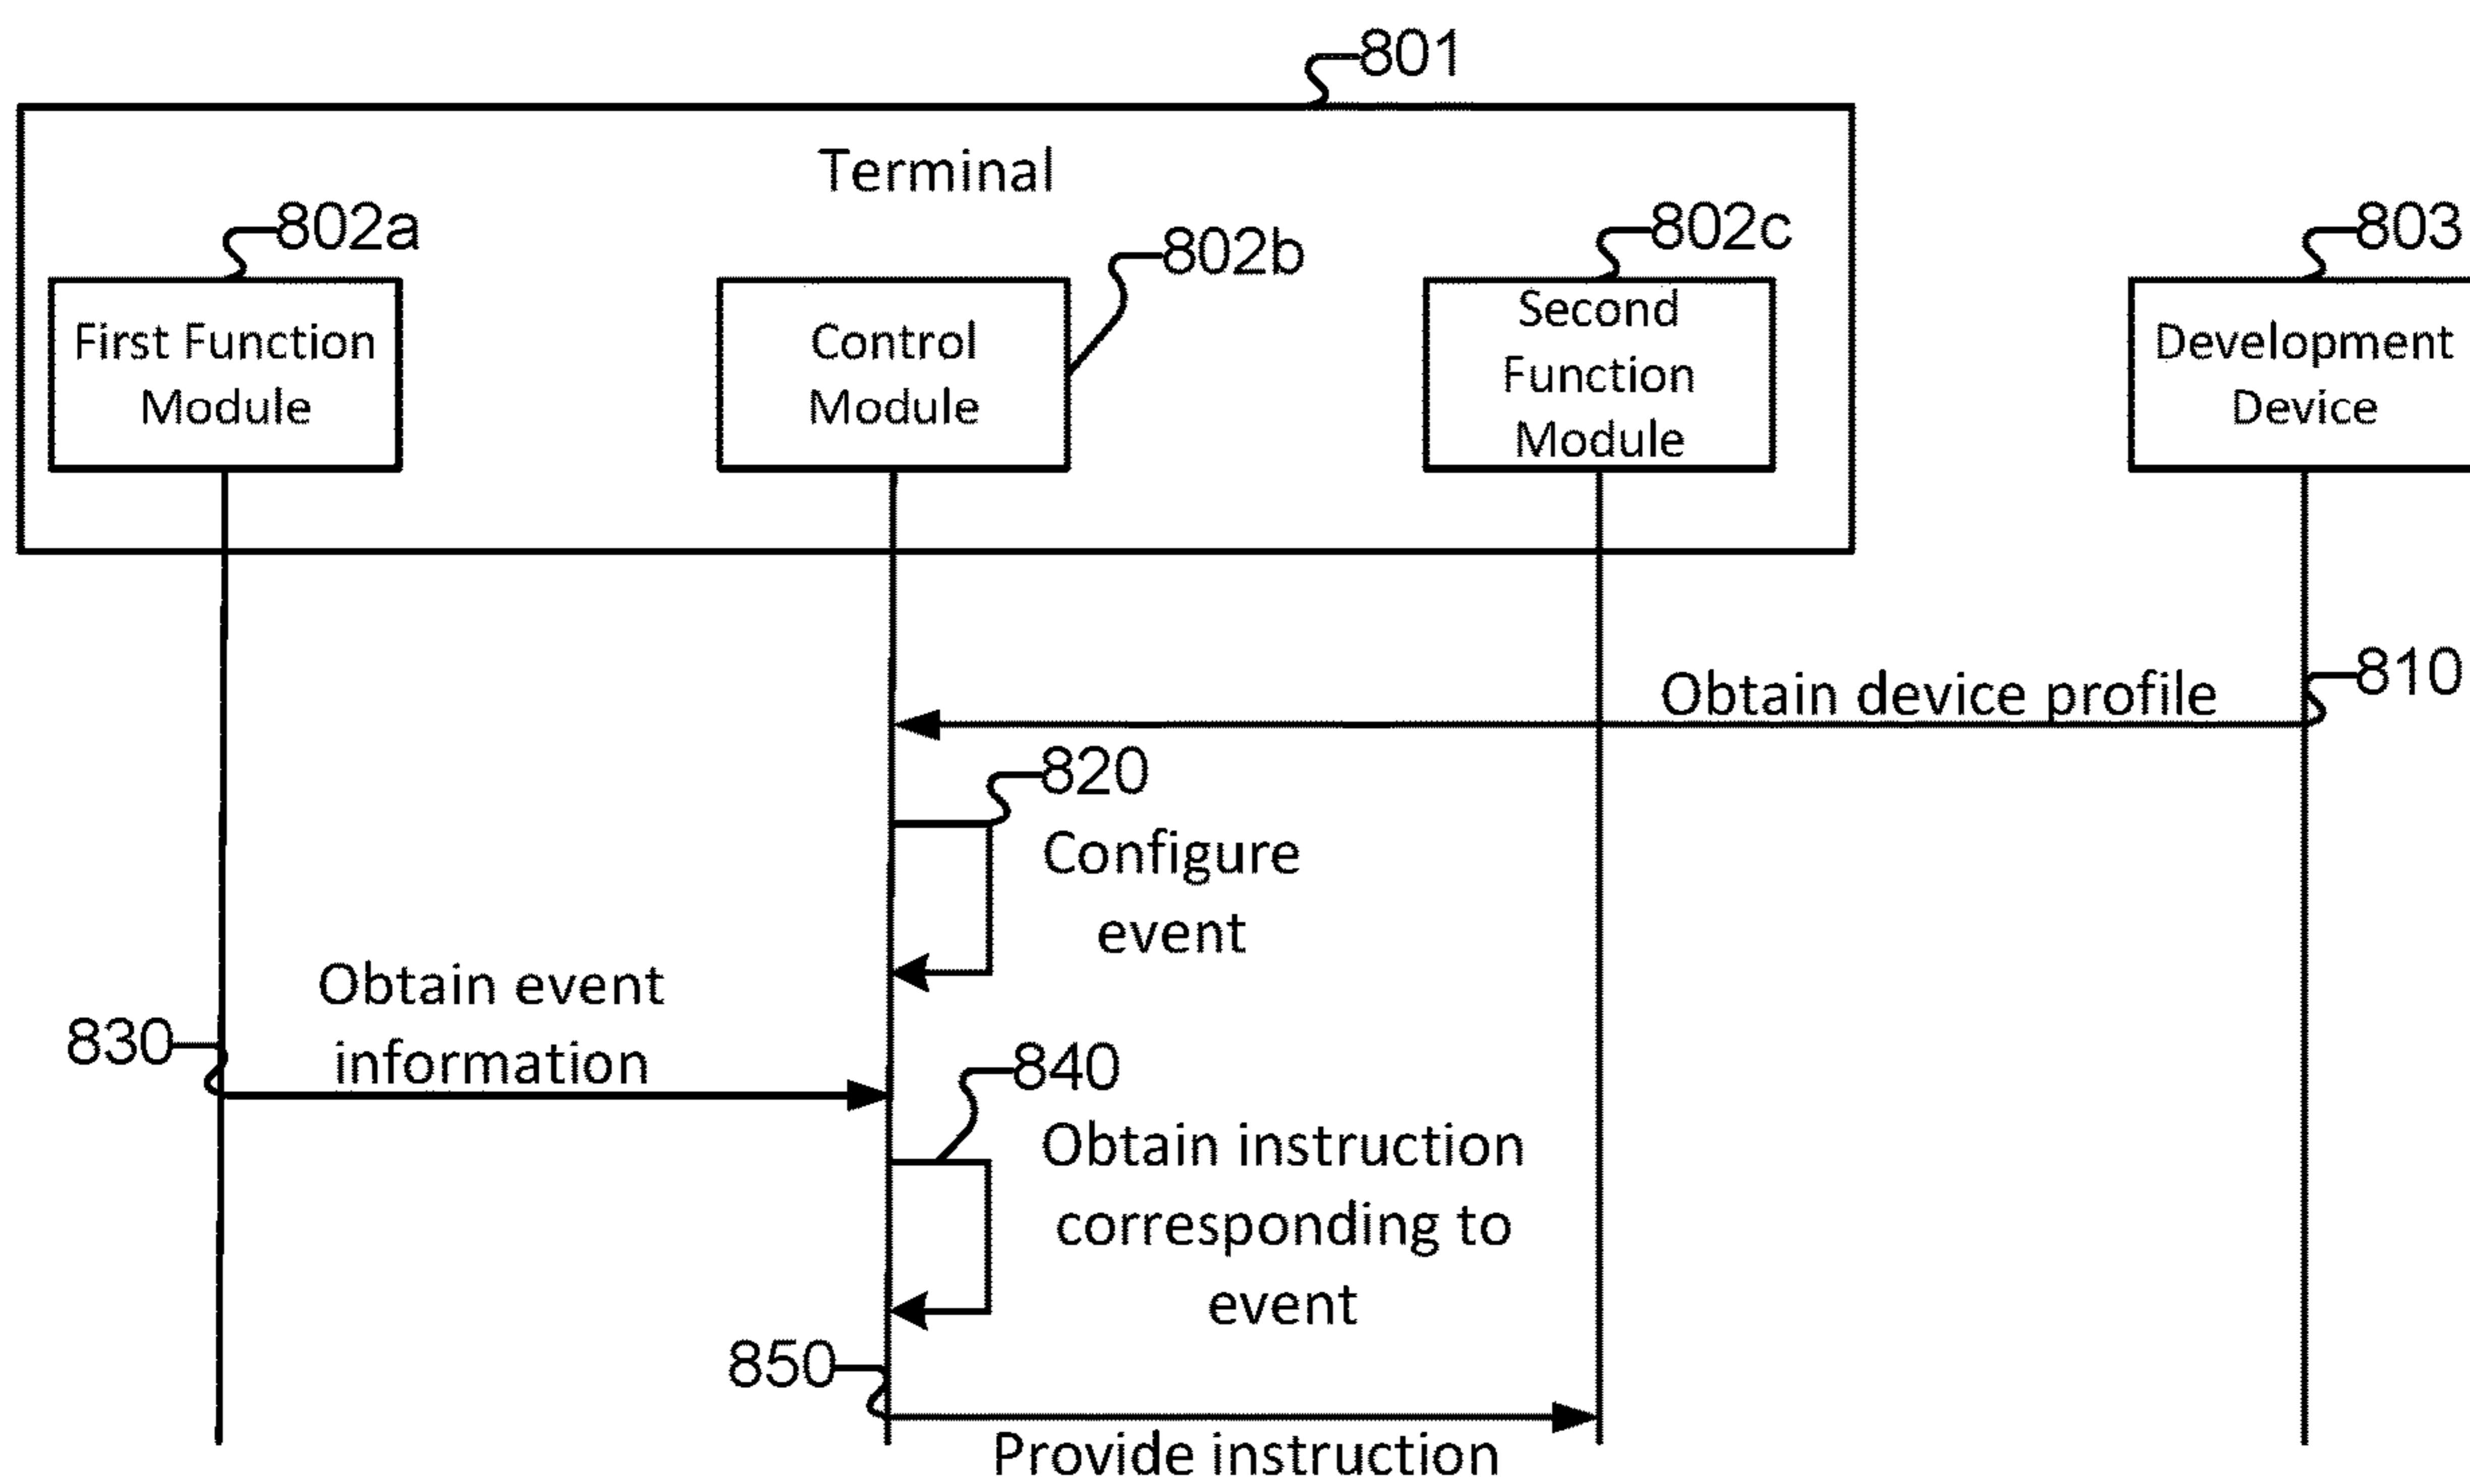 801
Terminal
802a
802b
802c
803
First Function
Module
Control
Module
Second
Function
Module
Development
Device
Obtain device profile
810
820
Configure
event
Obtain event
information
830
840
Obtain instruction
corresponding to
event
850
Provide instruction